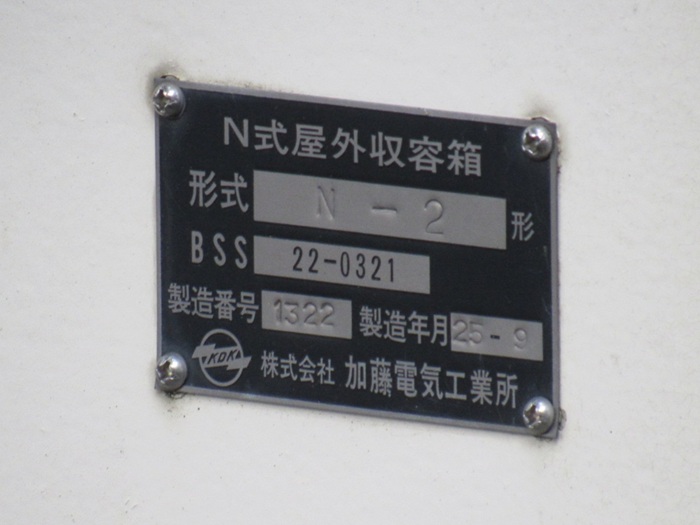 N式屋外収容箱
形式 N-2 形
BSS 22-0321
製造番号 1322 製造年月 25-9
KDK 株式会社 加藤電気工業所